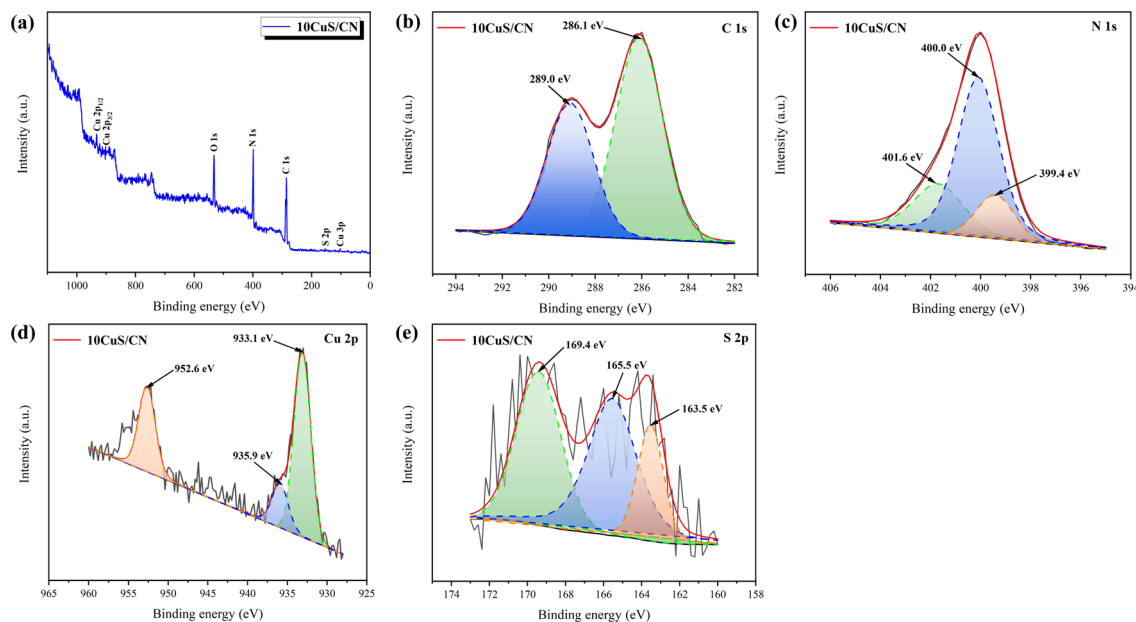 (a)
10CuS/CN
Cu 2p1/2
Cu 2p3/2
O 1s
N 1s
C 1s
S 2p
Cu 3p
Intensity (a.u.)
1000 800 600 400 200 0
Binding energy (eV)
(b)
10CuS/CN
286.1 eV
C 1s
289.0 eV
Intensity (a.u.)
294 292 290 288 286 284 282
Binding energy (eV)
(c)
10CuS/CN
N 1s
400.0 eV
401.6 eV
399.4 eV
Intensity (a.u.)
406 404 402 400 398 396 394
Binding energy (eV)
(d)
10CuS/CN
933.1 eV
Cu 2p
952.6 eV
935.9 eV
Intensity (a.u.)
960 955 950 945 940 935 930 925
Binding energy (eV)
(e)
10CuS/CN
S 2p
169.4 eV
165.5 eV
163.5 eV
Intensity (a.u.)
174 172 170 168 166 164 162 160 158
Binding energy (eV)